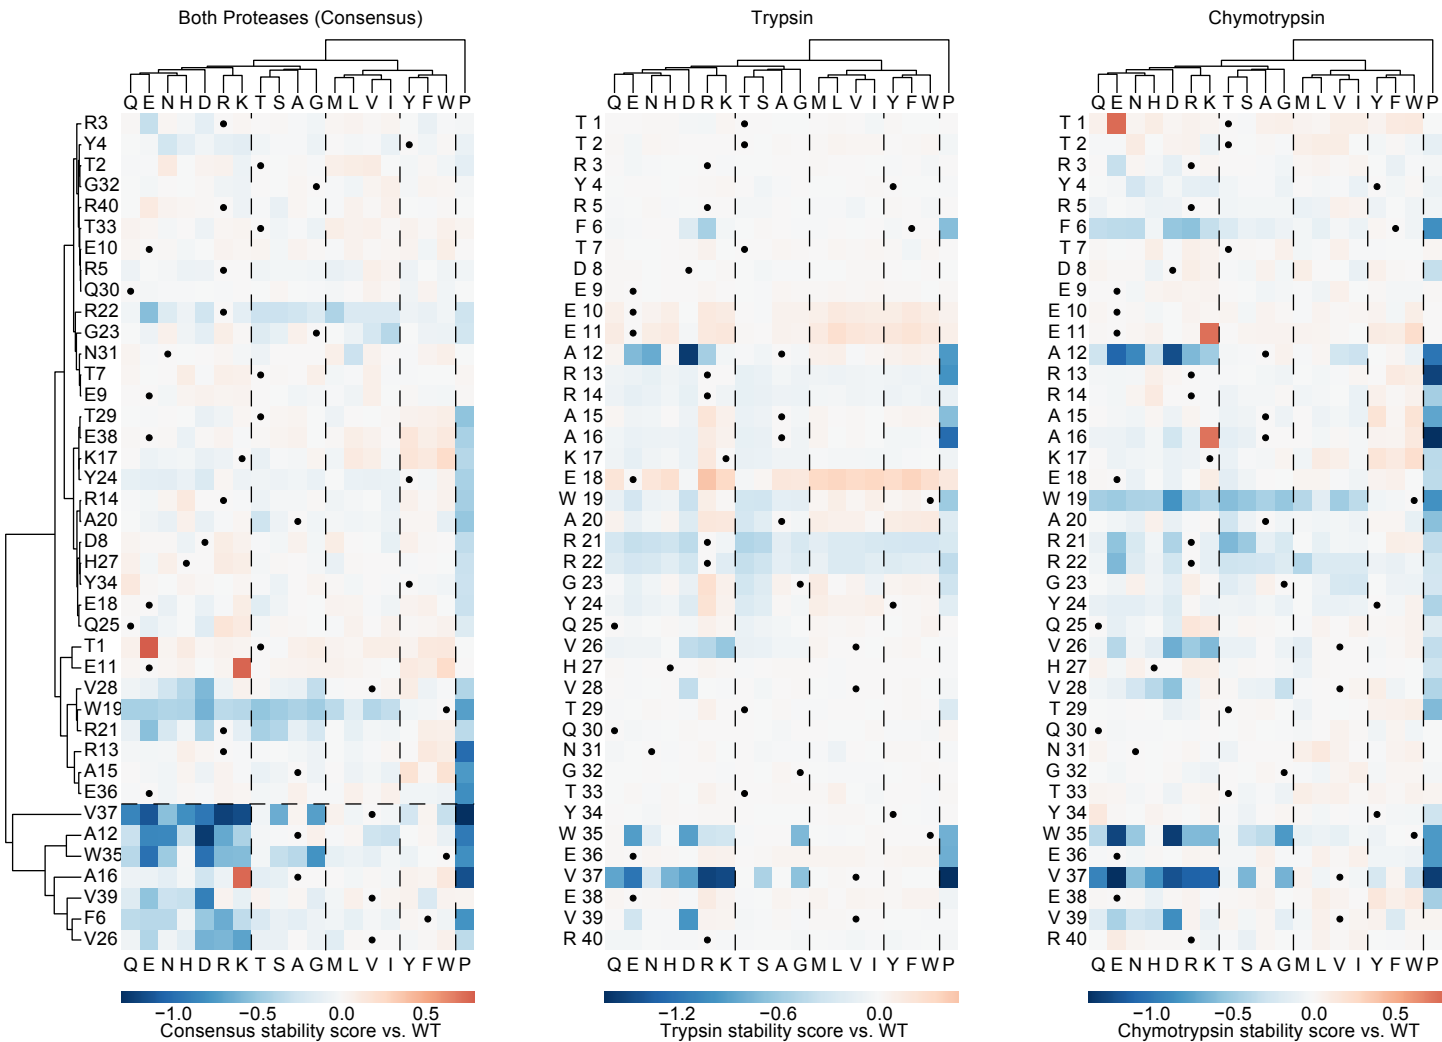 Both Proteases (Consensus)
Q E N H D R K T S A G M L V I Y F W P
R3
Y4
T2
G32
R40
T33
E10
R5
Q30
R22
G23
N31
T7
E9
T29
E38
K17
Y24
R14
A20
D8
H27
Y34
E18
Q25
T1
E11
V28
W19
R21
R13
A15
E36
V37
A12
W35
A16
V39
F6
V26
Q E N H D R K T S A G M L V I Y F W P
−1.0 −0.5 0.0 0.5
Consensus stability score vs. WT
Trypsin
Q E N H D R K T S A G M L V I Y F W P
T 1
T 2
R 3
Y 4
R 5
F 6
T 7
D 8
E 9
E 10
E 11
A 12
R 13
R 14
A 15
A 16
K 17
E 18
W 19
A 20
R 21
R 22
G 23
Y 24
Q 25
V 26
H 27
V 28
T 29
Q 30
N 31
G 32
T 33
Y 34
W 35
E 36
V 37
E 38
V 39
R 40
Q E N H D R K T S A G M L V I Y F W P
−1.2 −0.6 0.0
Trypsin stability score vs. WT
Chymotrypsin
Q E N H D R K T S A G M L V I Y F W P
T 1
T 2
R 3
Y 4
R 5
F 6
T 7
D 8
E 9
E 10
E 11
A 12
R 13
R 14
A 15
A 16
K 17
E 18
W 19
A 20
R 21
R 22
G 23
Y 24
Q 25
V 26
H 27
V 28
T 29
Q 30
N 31
G 32
T 33
Y 34
W 35
E 36
V 37
E 38
V 39
R 40
Q E N H D R K T S A G M L V I Y F W P
−1.0 −0.5 0.0 0.5
Chymotrypsin stability score vs. WT